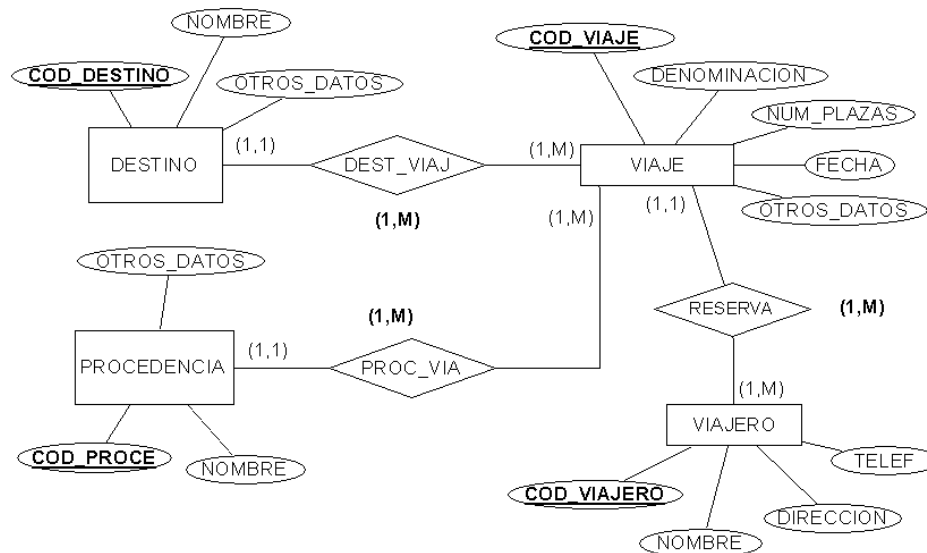 NOMBRE
COD_VIAJE
COD_DESTINO
DENOMINACION
OTROS_DATOS
NUM_PLAZAS
DESTINO
(1,1)
DEST_VIAJ
(1,M)
VIAJE
FECHA
(1,M)
(1,M)
(1,1)
OTROS_DATOS
OTROS_DATOS
(1,M)
RESERVA
(1,M)
PROCEDENCIA
(1,1)
PROC_VIA
(1,M)
VIAJERO
COD_PROCE
NOMBRE
TELEF
COD_VIAJERO
DIRECCION
NOMBRE